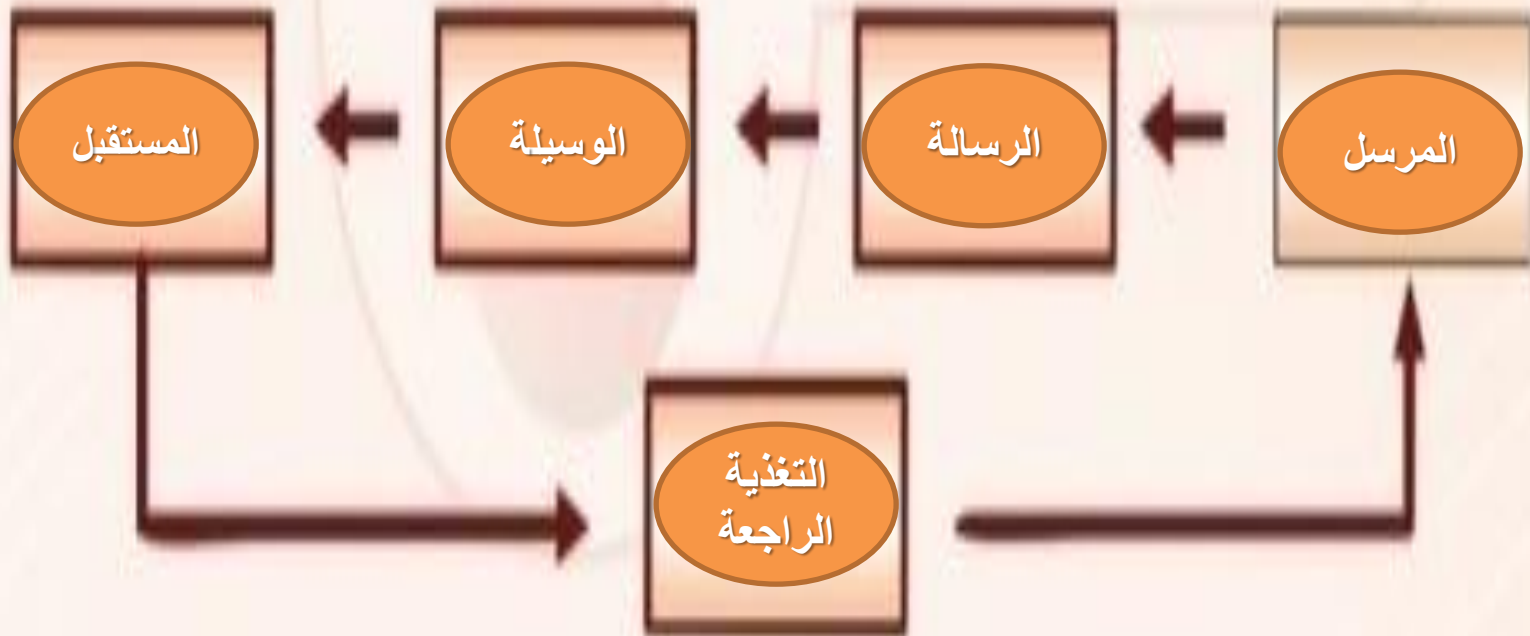 المرسل
الرسالة
الوسيلة
المستقبل
التغذية
الراجعة